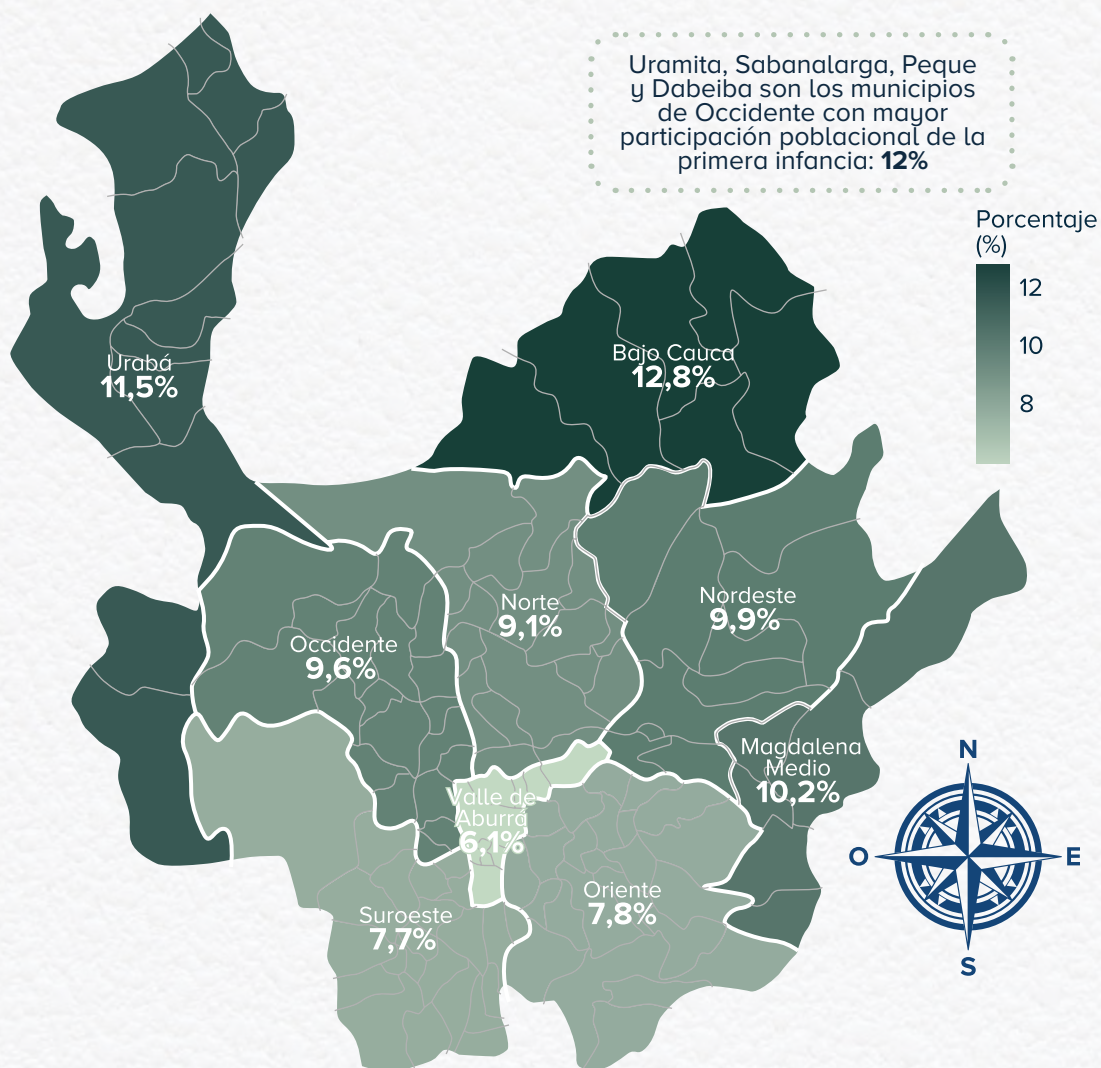 Uramita, Sabanalarga, Peque
y Dabeiba son los municipios
de Occidente con mayor
participación poblacional de la
primera infancia: 12%
Porcentaje
(%)
12
10
8
Urabá
11,5%
Bajo Cauca
12,8%
Norte
9,1%
Nordeste
9,9%
Occidente
9,6%
Magdalena
Medio
10,2%
Valle de
Aburrá
6,1%
Oriente
7,8%
Suroeste
7,7%
N
O
E
S